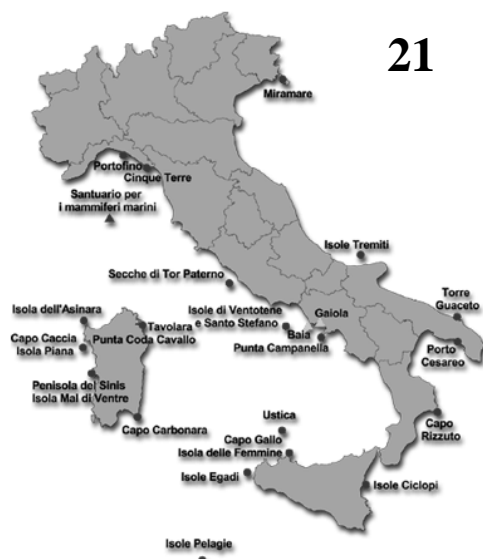 21
Miramare
Portofino
Cinque Terre
Santuario per
i mammiferi marini
Isole Tremiti
Secche di Tor Paterno
Torre
Guaceto
Isola dell'Asinara
Isole di Ventotene
e Santo Stefano
Gaiola
Tavolara
Punta Coda Cavallo
Capo Caccia
Isola Piana
Baia
Punta Campanella
Porto
Cesareo
Penisola del Sinis
Isola Mal di Ventre
Capo Carbonara
Ustica
Capo
Rizzuto
Capo Gallo
Isola delle Femmine
Isole Egadi
Isole Ciclopi
Isole Pelagie